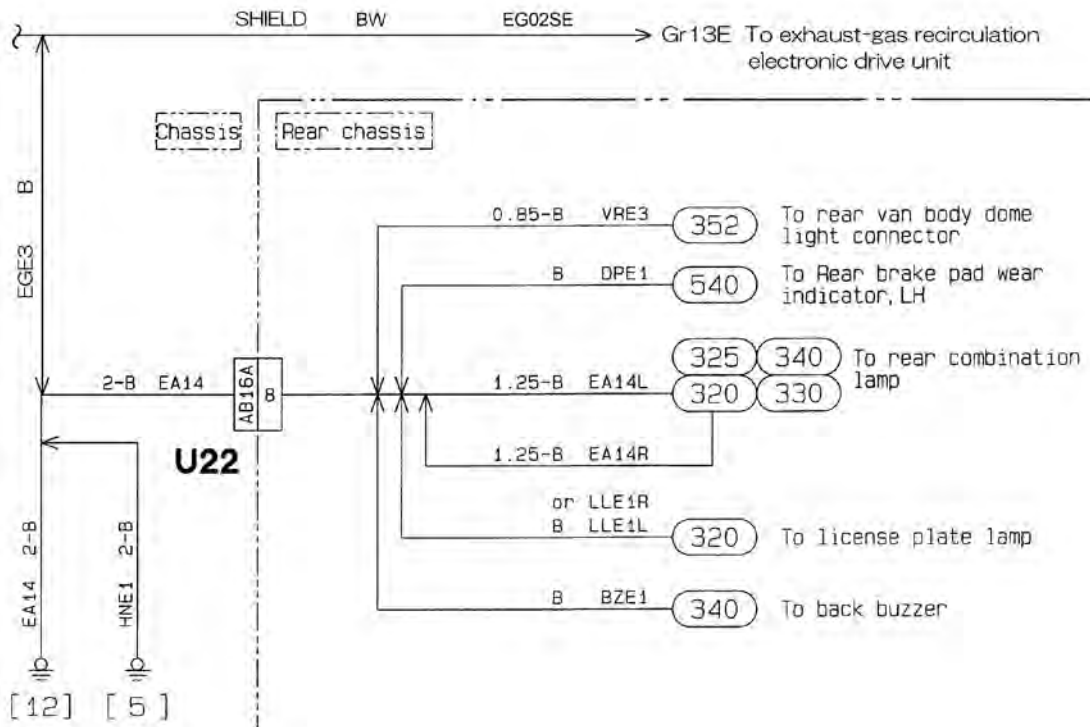 SHIELD BW EG02SE
Gr13E To exhaust-gas recirculation
electronic drive unit
Chassis
Rear chassis
EGE3 B
0.85-B VRE3
352
To rear van body dome
light connector
B DPE1
540
To Rear brake pad wear
indicator, LH
2-B EA14
AB16A
8
U22
1.25-B EA14L
325
340
320
330
To rear combination
lamp
1.25-B EA14R
or LLE1R
B LLE1L
320
To license plate lamp
B BZE1
340
To back buzzer
EA14 2-B
HNE1 2-B
[12]
[5]